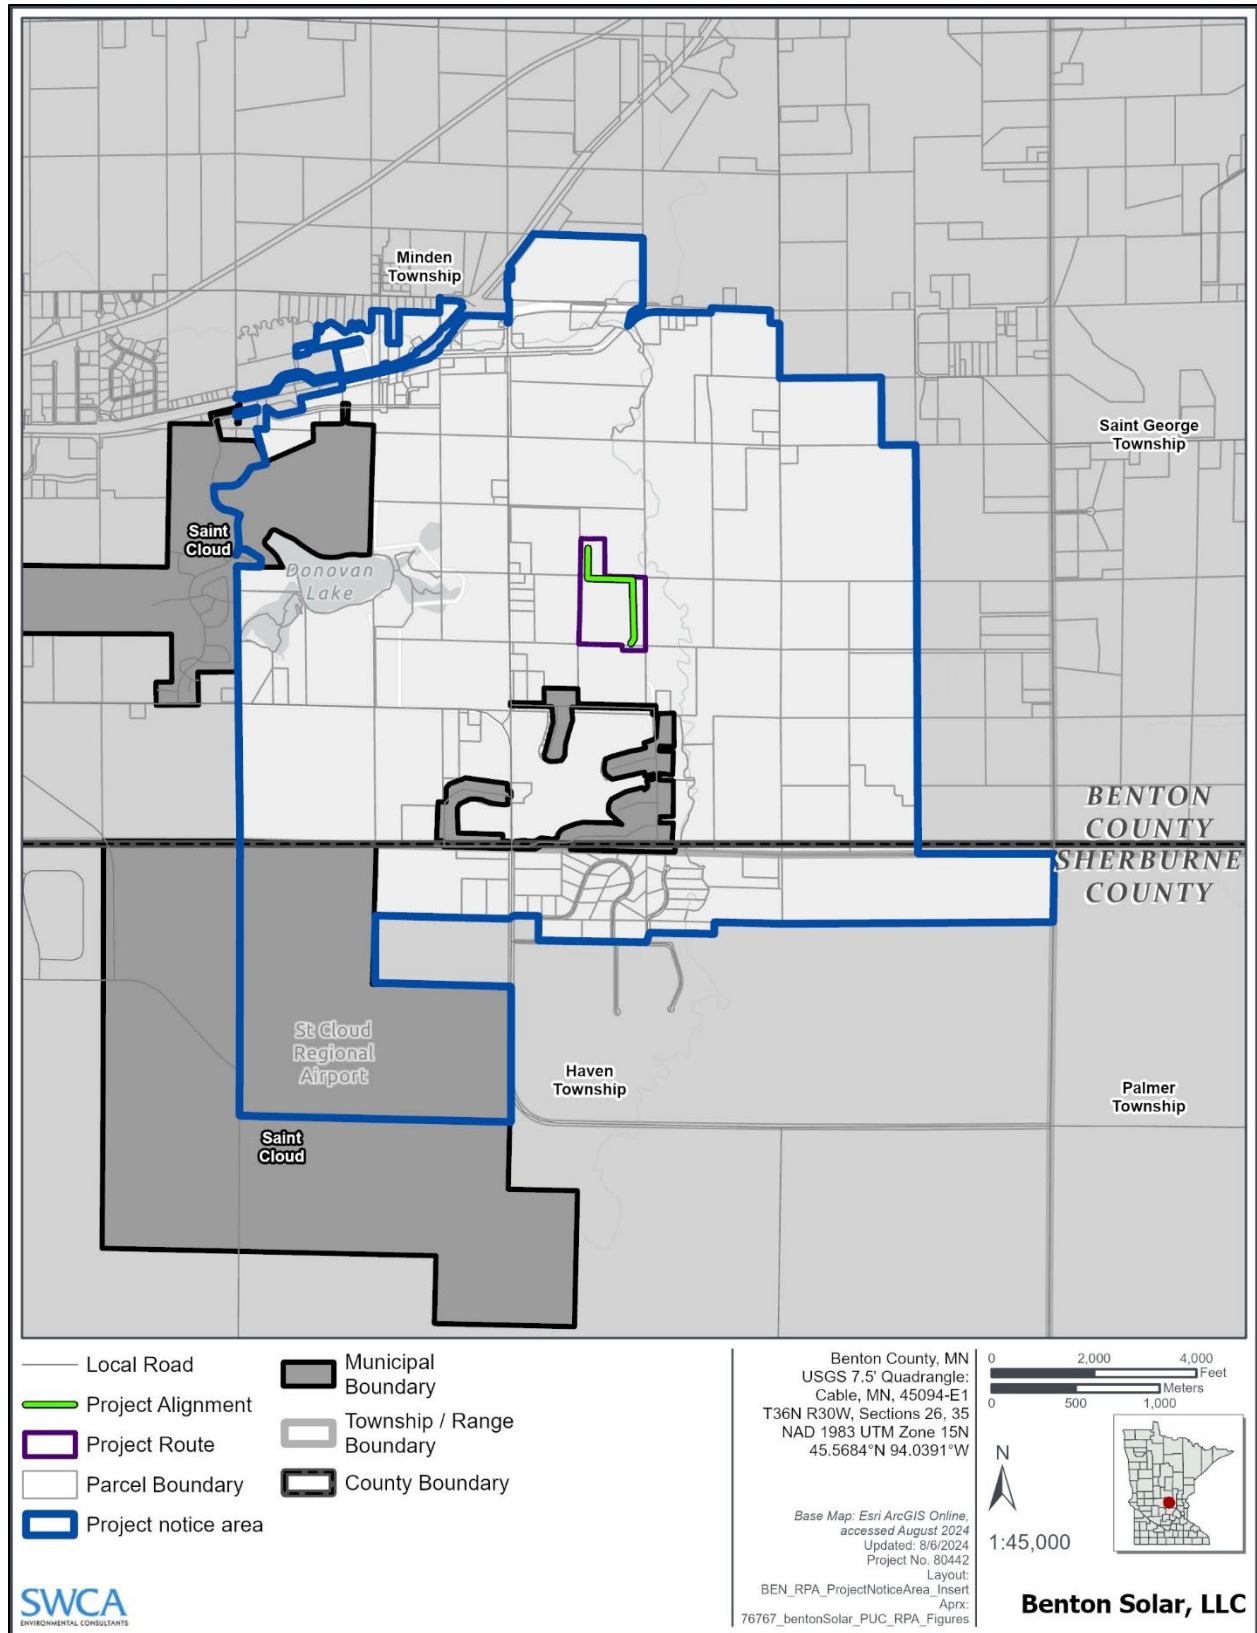 Minden
Township
Saint George
Township
Saint
Cloud
Donovan
Lake
BENTON
COUNTY
SHERBURNE
COUNTY
St Cloud
Regional
Airport
Haven
Township
Palmer
Township
Saint
Cloud
Local Road
Project Alignment
Project Route
Parcel Boundary
Project notice area
Municipal
Boundary
Township / Range
Boundary
County Boundary
SWCA
ENVIRONMENTAL CONSULTANTS
Benton County, MN
USGS 7.5' Quadrangle:
Cable, MN, 45094-E1
T36N R30W, Sections 26, 35
NAD 1983 UTM Zone 15N
45.5684°N 94.0391°W
Base Map: Esri ArcGIS Online,
accessed August 2024
Updated: 8/6/2024
Project No. 80442
Layout:
BEN_RPA_ProjectNoticeArea_Insert
Aprx:
76767_bentonSolar_PUC_RPA_Figures
0 2,000 4,000
Feet
Meters
0 500 1,000
N
1:45,000
Benton Solar, LLC